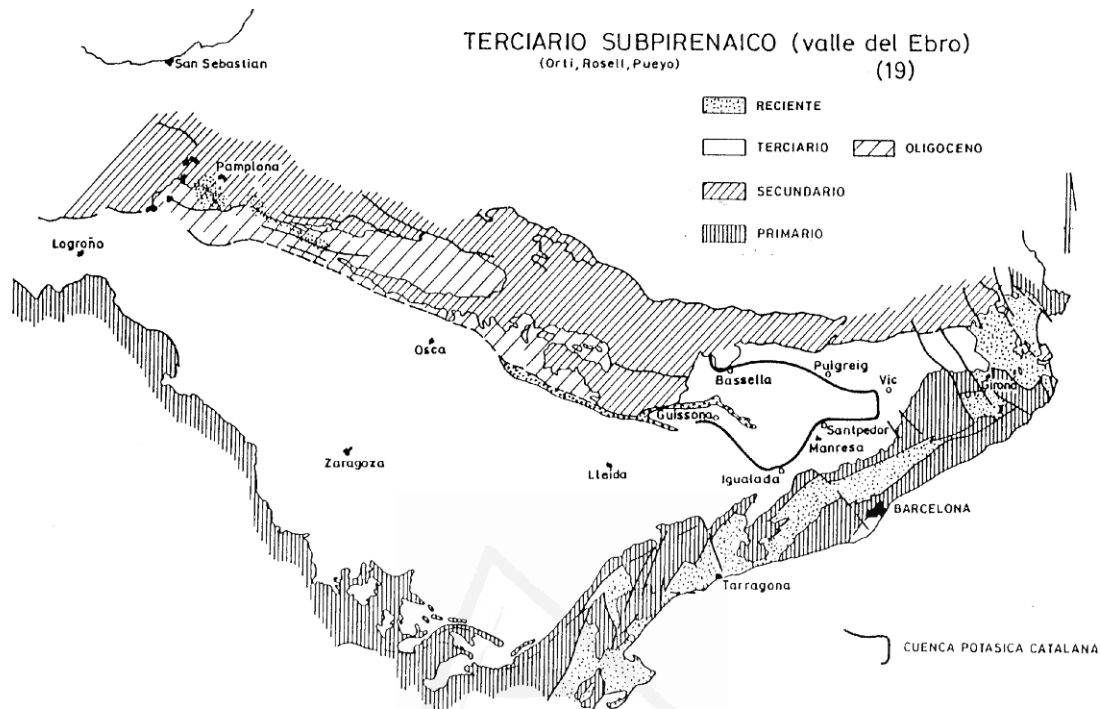 TERCIARIO SUBPIRENAICO (valle del Ebro)
(Orti, Rosell, Pueyo)
(19)
San Sebastian
RECIENTE
TERCIARIO
OLIGOCENO
SECUNDARIO
PRIMARIO
Pamplona
Logroño
Osca
Bassella
Pulgreig
Vic
Girona
Guissona
Santpedor
Manresa
Zaragoza
Lleida
Igualada
BARCELONA
Tarragona
CUENCA POTASICA CATALANA